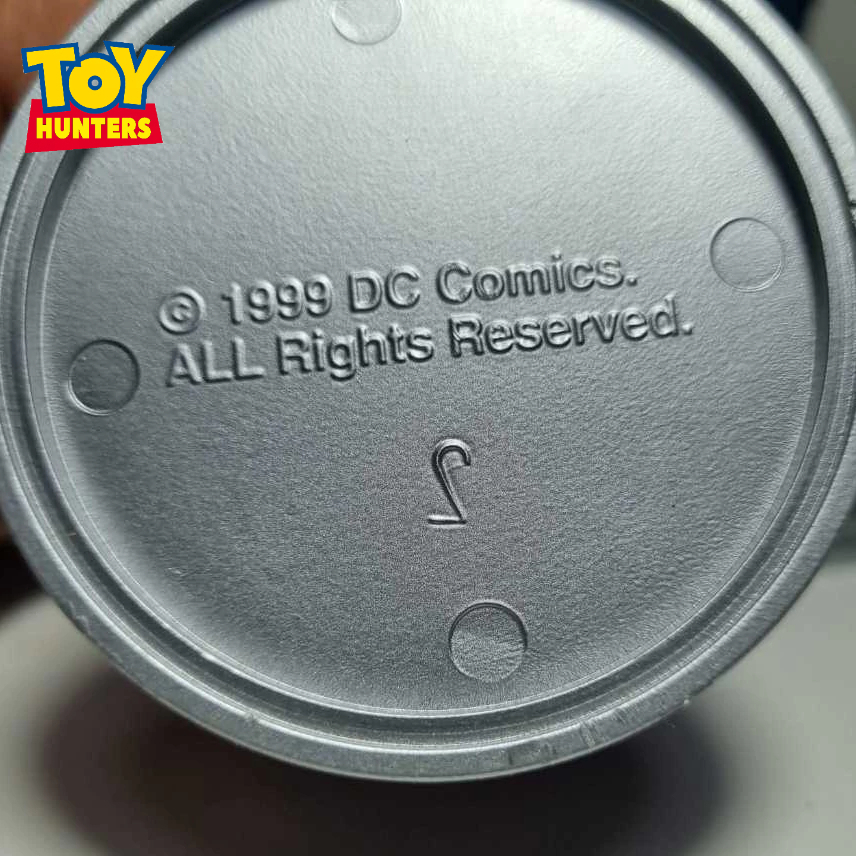 TOY
HUNTERS
© 1999 DC Comics.
ALL Rights Reserved.
2